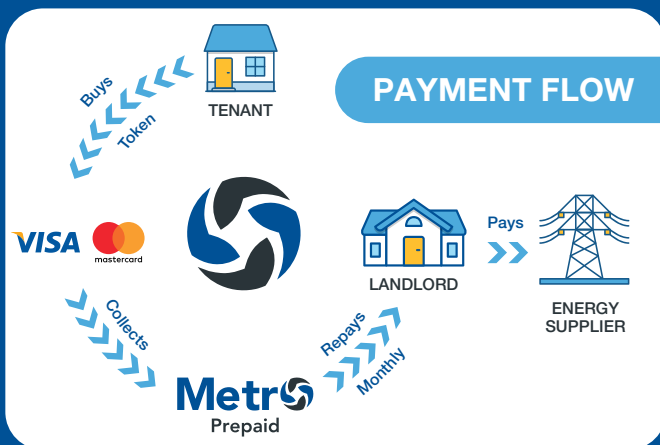 PAYMENT FLOW
TENANT
Buys
Token
VISA
mastercard
Collects
Metro
Prepaid
Repays
Monthly
LANDLORD
Pays
ENERGY
SUPPLIER